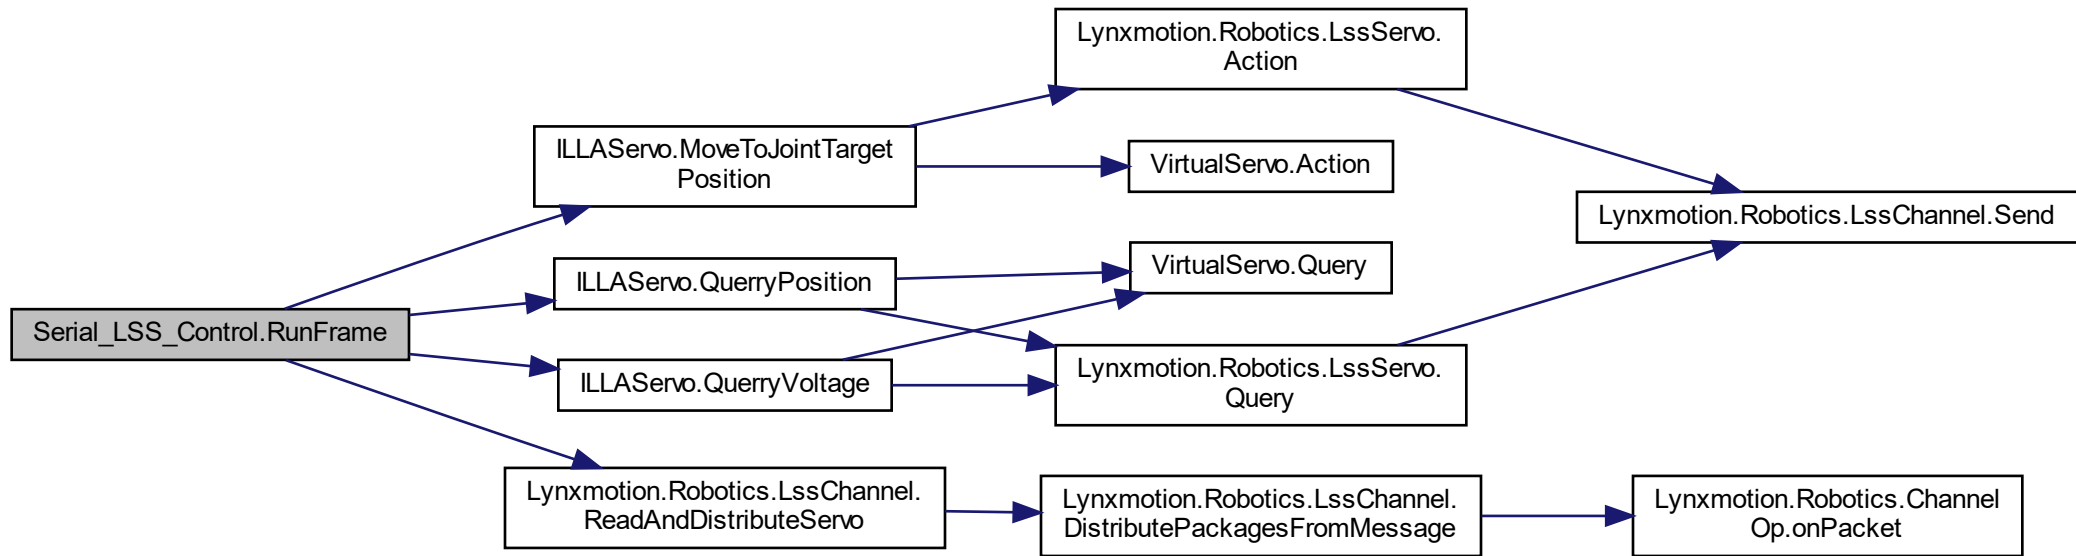 Lynxmotion.Robotics.LssServo.
Action
ILLAServo.MoveToJointTarget
Position
VirtualServo.Action
Lynxmotion.Robotics.LssChannel.Send
VirtualServo.Query
ILLAServo.QuerryPosition
Serial_LSS_Control.RunFrame
ILLAServo.QuerryVoltage
Lynxmotion.Robotics.LssServo.
Query
Lynxmotion.Robotics.LssChannel.
ReadAndDistributeServo
Lynxmotion.Robotics.LssChannel.
DistributePackagesFromMessage
Lynxmotion.Robotics.Channel
Op.onPacket